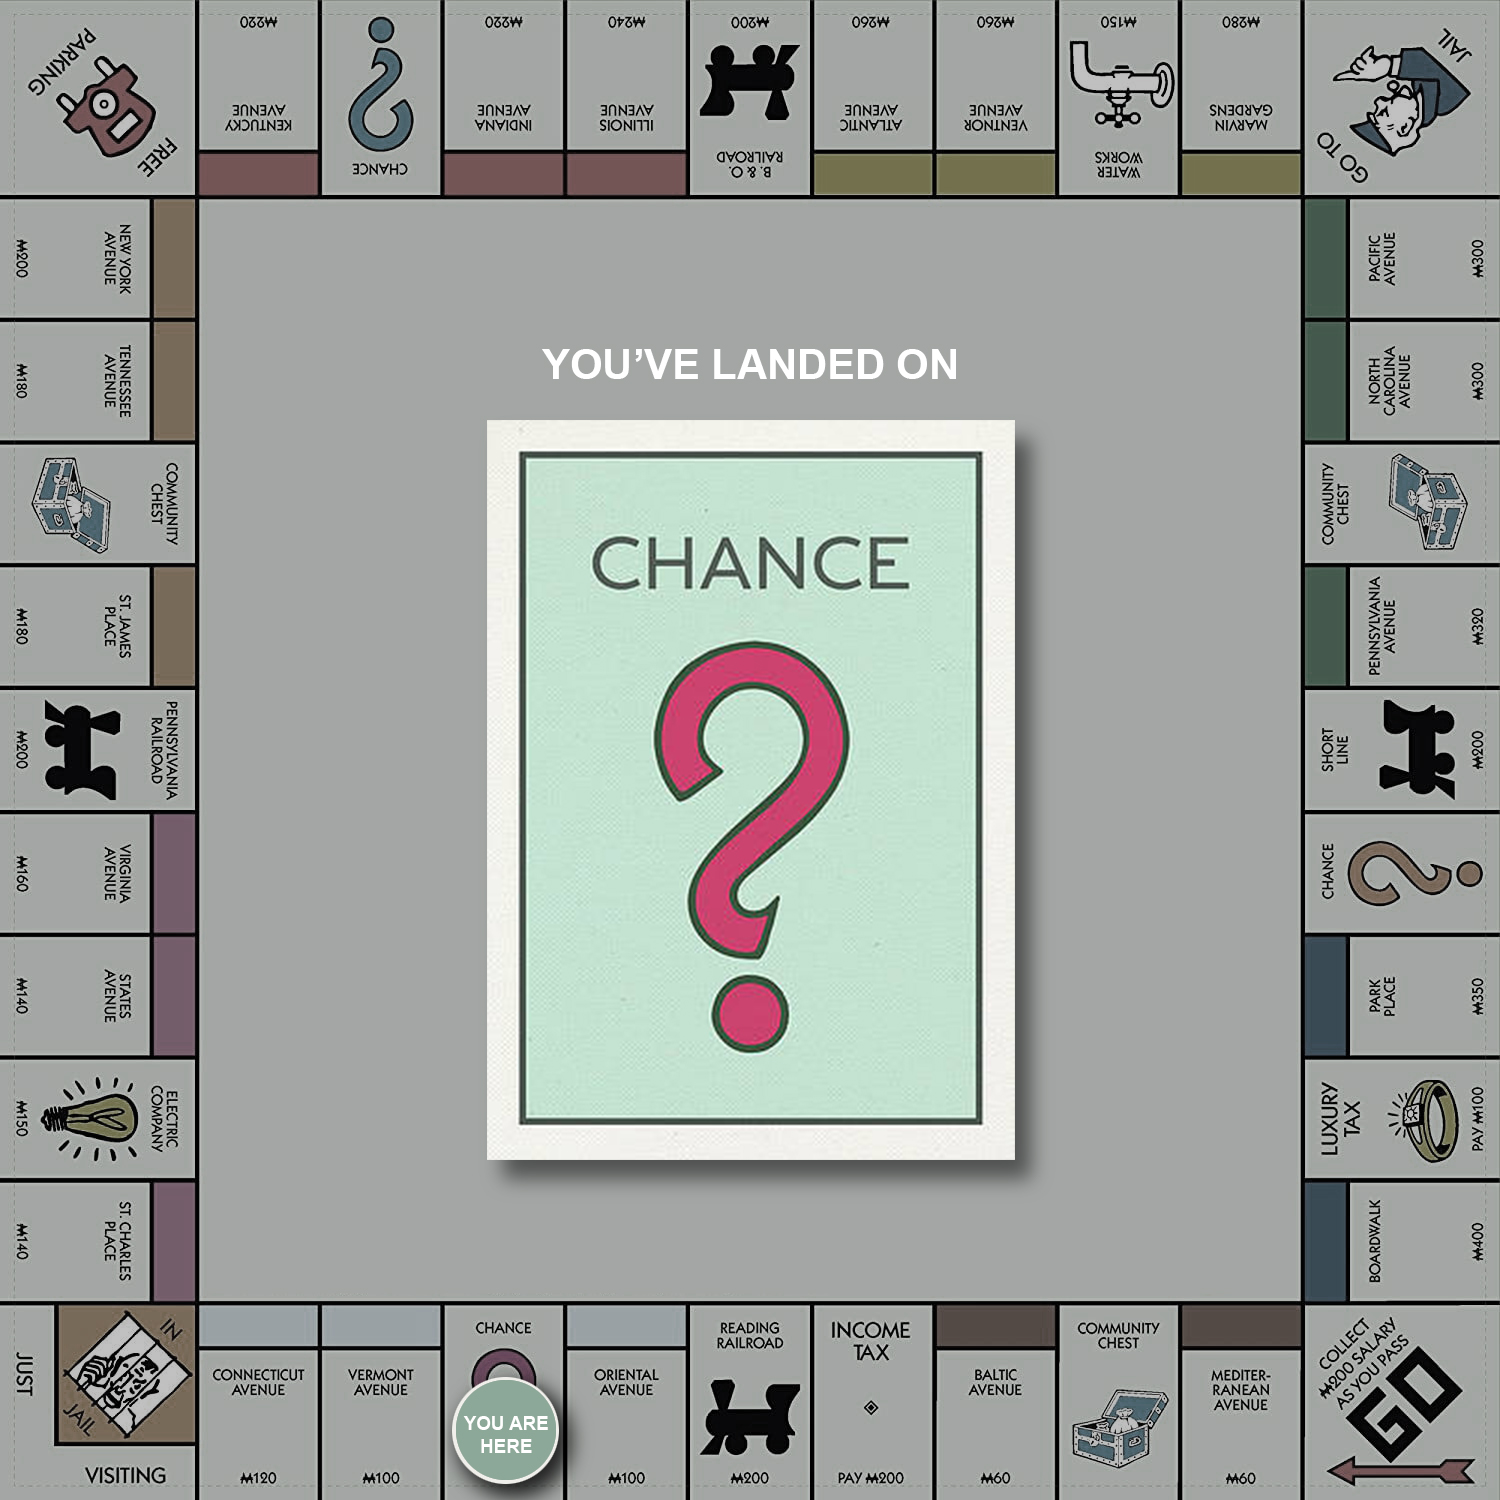 YOU'VE LANDED ON
CHANCE
FREE
PARKING
₩220
KENTUCKY
AVENUE
CHANCE
₩220
INDIANA
AVENUE
₩240
ILLINOIS
AVENUE
₩200
B. & O.
RAILROAD
₩260
ATLANTIC
AVENUE
₩260
VENTNOR
AVENUE
₩150
WATER
WORKS
₩280
MARVIN
GARDENS
GO TO
JAIL
PACIFIC
AVENUE
₩300
NORTH
CAROLINA
AVENUE
₩300
COMMUNITY
CHEST
PENNSYLVANIA
AVENUE
₩320
SHORT
LINE
₩200
CHANCE
PARK
PLACE
₩350
LUXURY
TAX
PAY ₩100
BOARDWALK
₩400
COLLECT
₩200 SALARY
AS YOU PASS
GO
MEDITER-
RANEAN
AVENUE
₩60
COMMUNITY
CHEST
BALTIC
AVENUE
₩60
INCOME
TAX
PAY ₩200
READING
RAILROAD
₩200
ORIENTAL
AVENUE
₩100
CHANCE
YOU ARE
HERE
VERMONT
AVENUE
₩100
CONNECTICUT
AVENUE
₩120
IN
JAIL
JUST
VISITING
ST. CHARLES
PLACE
₩140
ELECTRIC
COMPANY
₩150
STATES
AVENUE
₩140
VIRGINIA
AVENUE
₩160
PENNSYLVANIA
RAILROAD
₩200
ST. JAMES
PLACE
₩180
COMMUNITY
CHEST
TENNESSEE
AVENUE
₩180
NEW YORK
AVENUE
₩200